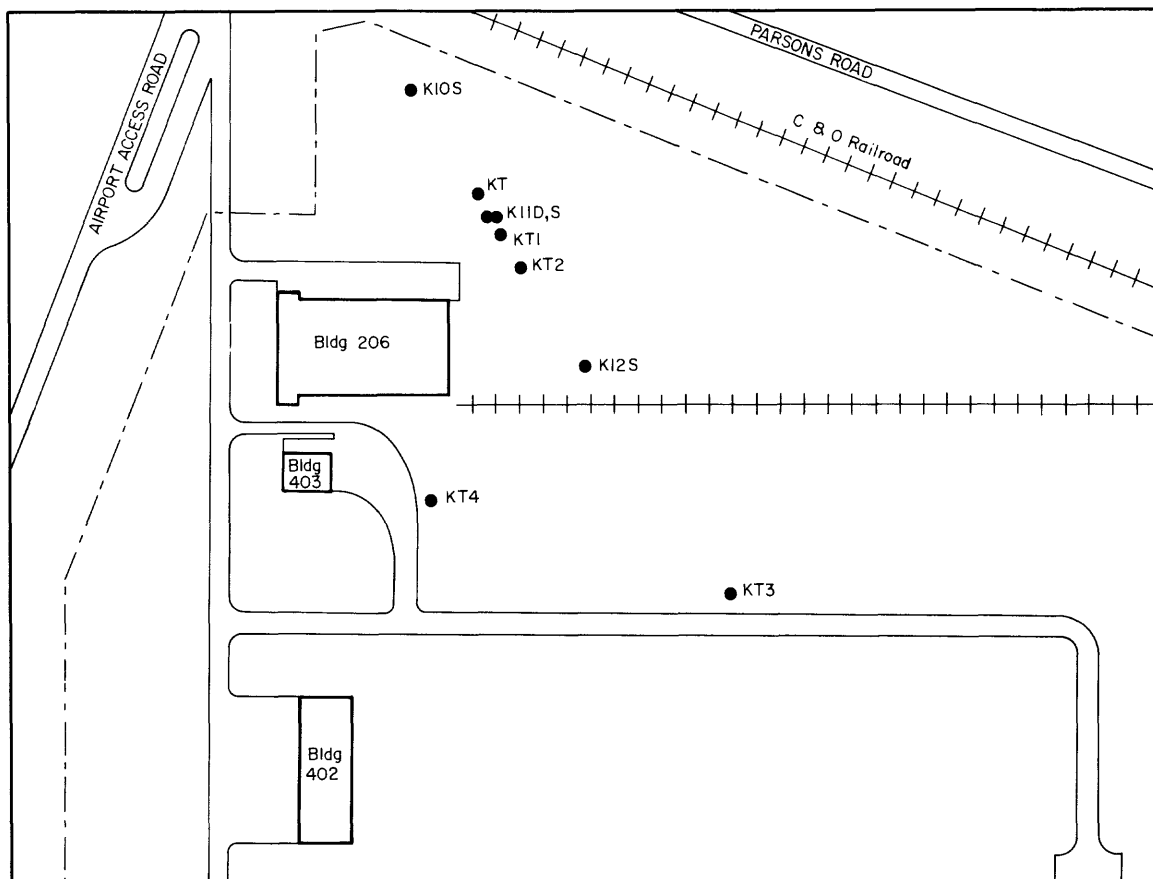 PARSONS ROAD
AIRPORT ACCESS ROAD
K10S
C & O Railroad
KT
K11D,S
KT1
KT2
Bldg 206
K12S
Bldg
403
KT4
KT3
Bldg
402